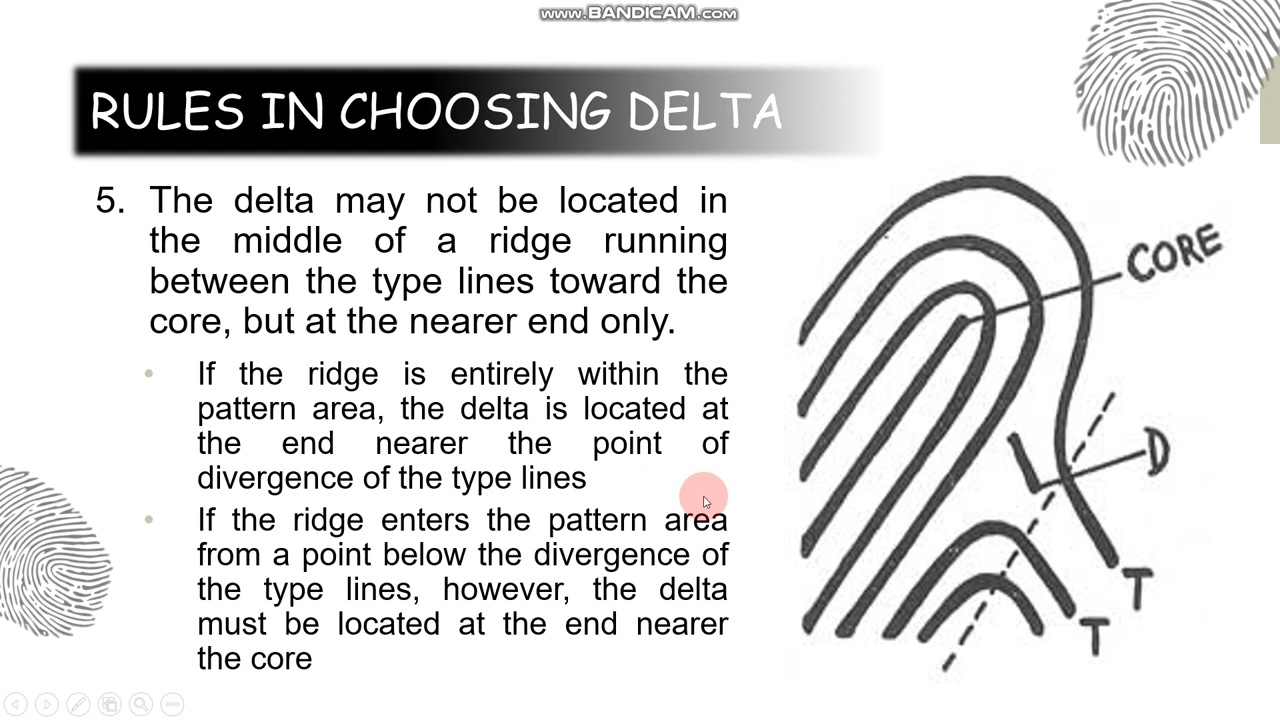 www.BANDICAM.com
RULES IN CHOOSING DELTA
5. The delta may not be located in
the middle of a ridge running
between the type lines toward the
core, but at the nearer end only.
• If the ridge is entirely within the
pattern area, the delta is located at
the end nearer the point of
divergence of the type lines
• If the ridge enters the pattern area
from a point below the divergence of
the type lines, however, the delta
must be located at the end nearer
the core
CORE
D
T
T